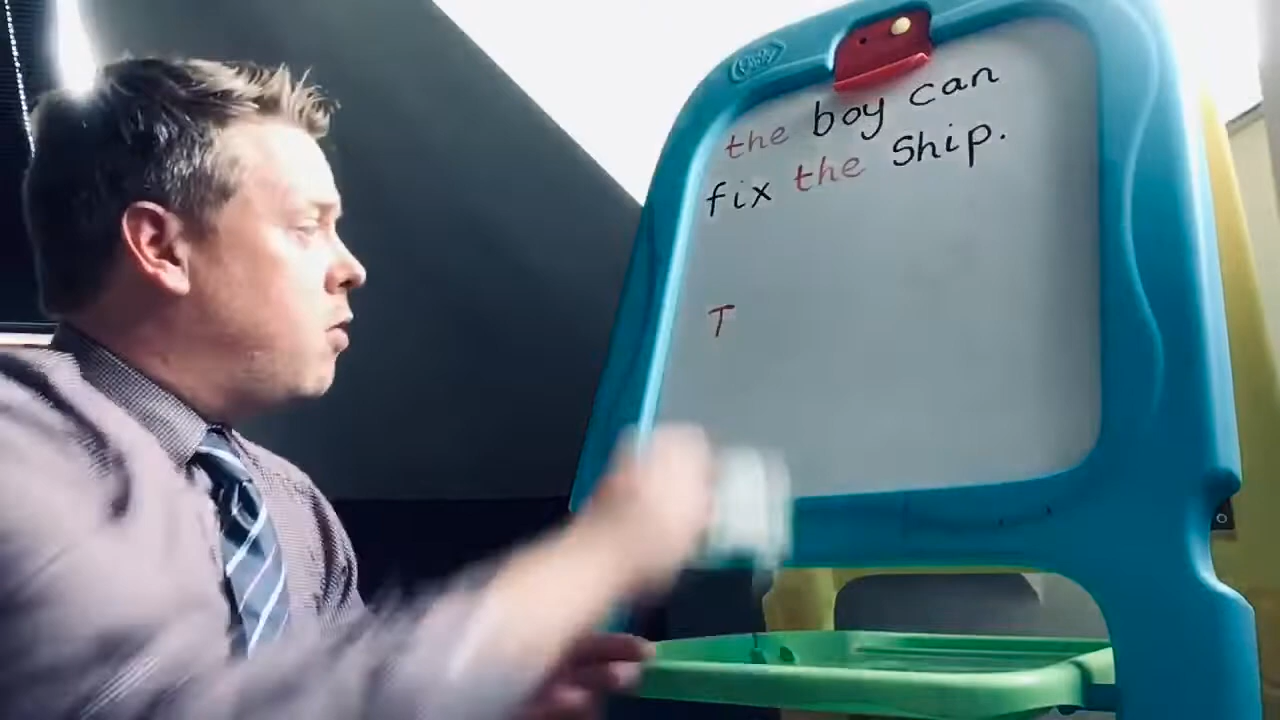 the boy can
fix the Ship.
T